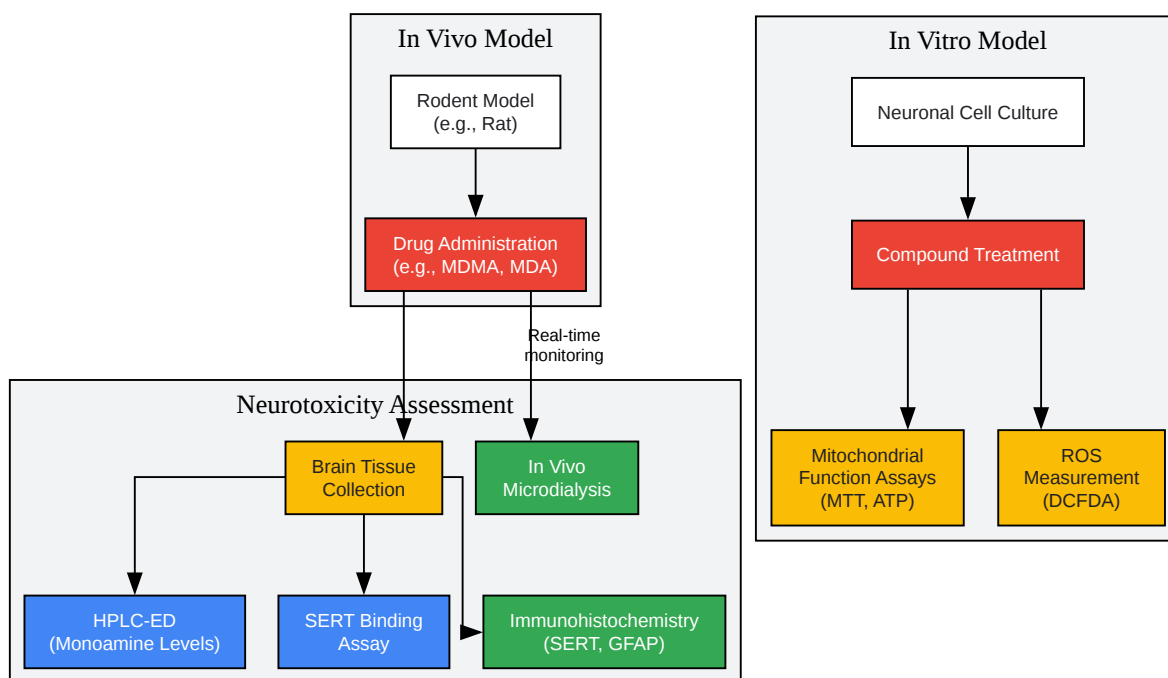 In Vivo Model
Rodent Model
(e.g., Rat)
Drug Administration
(e.g., MDMA, MDA)
Real-time
monitoring
Neurotoxicity Assessment
Brain Tissue
Collection
In Vivo
Microdialysis
HPLC-ED
(Monoamine Levels)
SERT Binding
Assay
Immunohistochemistry
(SERT, GFAP)
In Vitro Model
Neuronal Cell Culture
Compound Treatment
Mitochondrial
Function Assays
(MTT, ATP)
ROS
Measurement
(DCFDA)